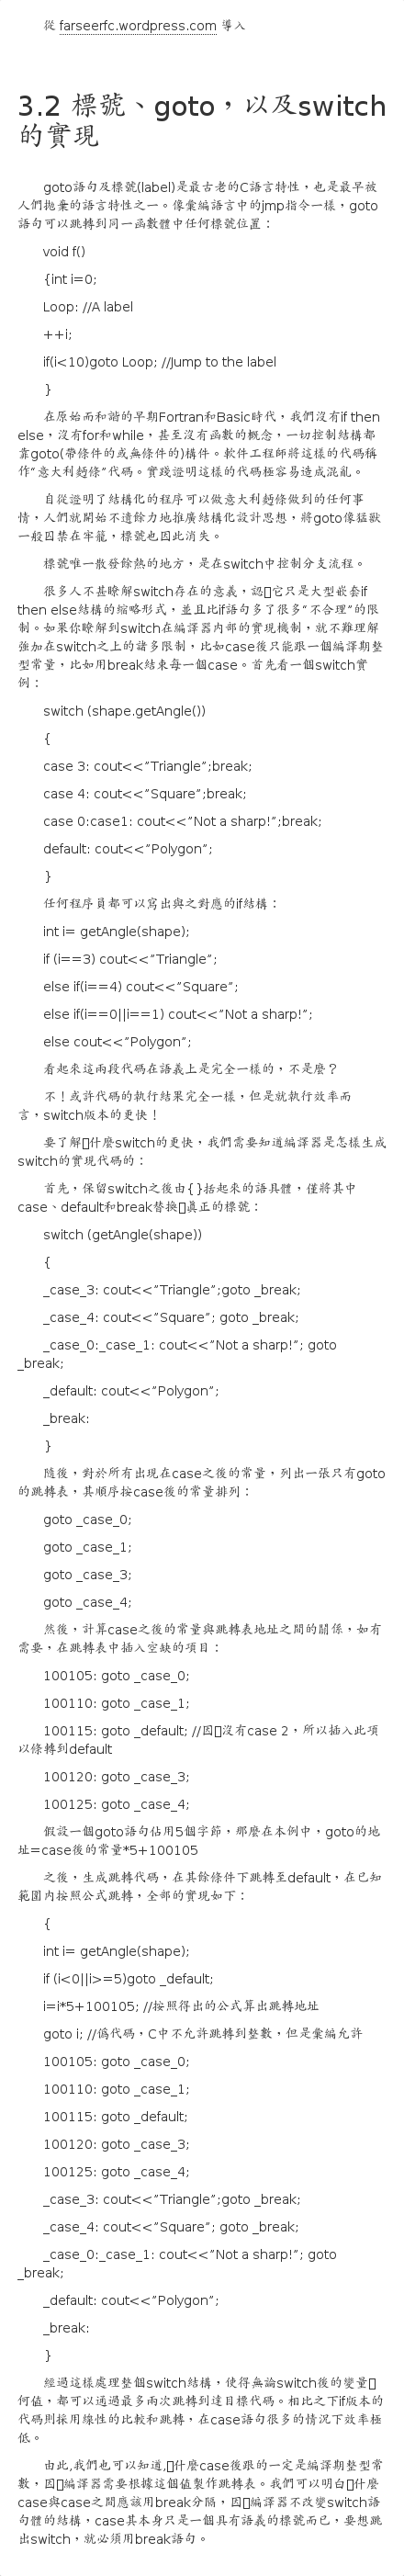 從 farseerfc.wordpress.com 導入
3.2 標號、goto，以及switch
的實現
goto語句及標號(label)是最古老的C語言特性，也是最早被
人們拋棄的語言特性之一。像彙編語言中的jmp指令一樣，goto
語句可以跳轉到同一函數體中任何標號位置：
void f()
{int i=0;
Loop: //A label
++i;
if(i<10)goto Loop; //Jump to the label
}
在原始而和諧的早期Fortran和Basic時代，我們沒有if then
else，沒有for和while，甚至沒有函數的概念，一切控制結構都
靠goto(帶條件的或無條件的)構件。軟件工程師將這樣的代碼稱
作“意大利麪條”代碼。實踐證明這樣的代碼極容易造成混亂。
自從證明了結構化的程序可以做意大利麪條做到的任何事
情，人們就開始不遺餘力地推廣結構化設計思想，將goto像猛獸
一般囚禁在牢籠，標號也因此消失。
標號唯一散發餘熱的地方，是在switch中控制分支流程。
很多人不甚瞭解switch存在的意義，認它只是大型嵌套if
then else結構的縮略形式，並且比if語句多了很多“不合理”的限
制。如果你瞭解到switch在編譯器內部的實現機制，就不難理解
強加在switch之上的諸多限制，比如case後只能跟一個編譯期整
型常量，比如用break結束每一個case。首先看一個switch實
例：
switch (shape.getAngle())
{
case 3: cout<<”Triangle”;break;
case 4: cout<<”Square”;break;
case 0:case1: cout<<”Not a sharp!”;break;
default: cout<<”Polygon”;
}
任何程序員都可以寫出與之對應的if結構：
int i= getAngle(shape);
if (i==3) cout<<”Triangle”;
else if(i==4) cout<<”Square”;
else if(i==0||i==1) cout<<”Not a sharp!”;
else cout<<”Polygon”;
看起來這兩段代碼在語義上是完全一樣的，不是麼？
不！或許代碼的執行結果完全一樣，但是就執行效率而
言，switch版本的更快！
要了解什麼switch的更快，我們需要知道編譯器是怎樣生成
switch的實現代碼的：
首先，保留switch之後由{}括起來的語具體，僅將其中
case、default和break替換真正的標號：
switch (getAngle(shape))
{
_case_3: cout<<”Triangle”;goto _break;
_case_4: cout<<”Square”; goto _break;
_case_0:_case_1: cout<<”Not a sharp!”; goto
_break;
_default: cout<<”Polygon”;
_break:
}
隨後，對於所有出現在case之後的常量，列出一張只有goto
的跳轉表，其順序按case後的常量排列：
goto _case_0;
goto _case_1;
goto _case_3;
goto _case_4;
然後，計算case之後的常量與跳轉表地址之間的關係，如有
需要，在跳轉表中插入空缺的項目：
100105: goto _case_0;
100110: goto _case_1;
100115: goto _default; //因沒有case 2，所以插入此項
以條轉到default
100120: goto _case_3;
100125: goto _case_4;
假設一個goto語句佔用5個字節，那麼在本例中，goto的地
址=case後的常量*5+100105
之後，生成跳轉代碼，在其餘條件下跳轉至default，在已知
範圍內按照公式跳轉，全部的實現如下：
{
int i= getAngle(shape);
if (i<0||i>=5)goto _default;
i=i*5+100105; //按照得出的公式算出跳轉地址
goto i; //僞代碼，C中不允許跳轉到整數，但是彙編允許
100105: goto _case_0;
100110: goto _case_1;
100115: goto _default;
100120: goto _case_3;
100125: goto _case_4;
_case_3: cout<<”Triangle”;goto _break;
_case_4: cout<<”Square”; goto _break;
_case_0:_case_1: cout<<”Not a sharp!”; goto
_break;
_default: cout<<”Polygon”;
_break:
}
經過這樣處理整個switch結構，使得無論switch後的變量
何值，都可以通過最多兩次跳轉到達目標代碼。相比之下if版本的
代碼則採用線性的比較和跳轉，在case語句很多的情況下效率極
低。
由此,我們也可以知道,什麼case後跟的一定是編譯期整型常
數，因編譯器需要根據這個值製作跳轉表。我們可以明白什麼
case與case之間應該用break分隔，因編譯器不改變switch語
句體的結構，case其本身只是一個具有語義的標號而已，要想跳
出switch，就必須用break語句。